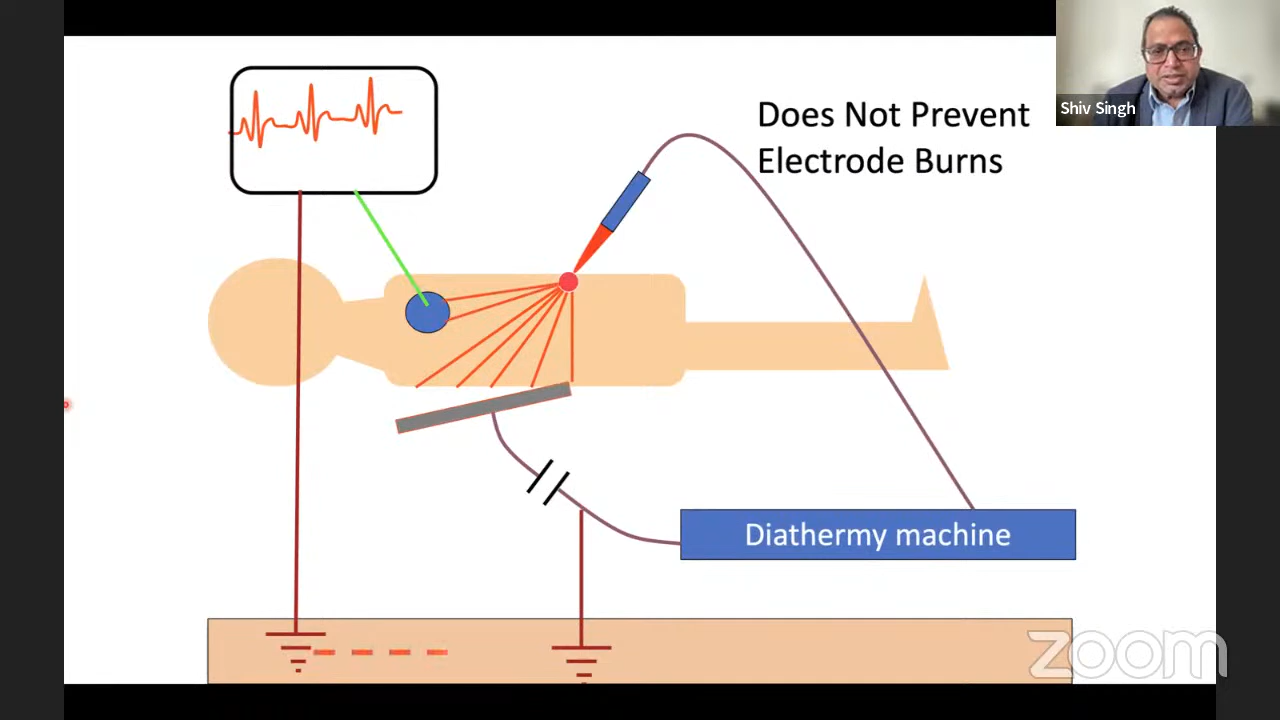 Does Not Prevent
Electrode Burns
Shiv Singh
Diathermy machine
zoom